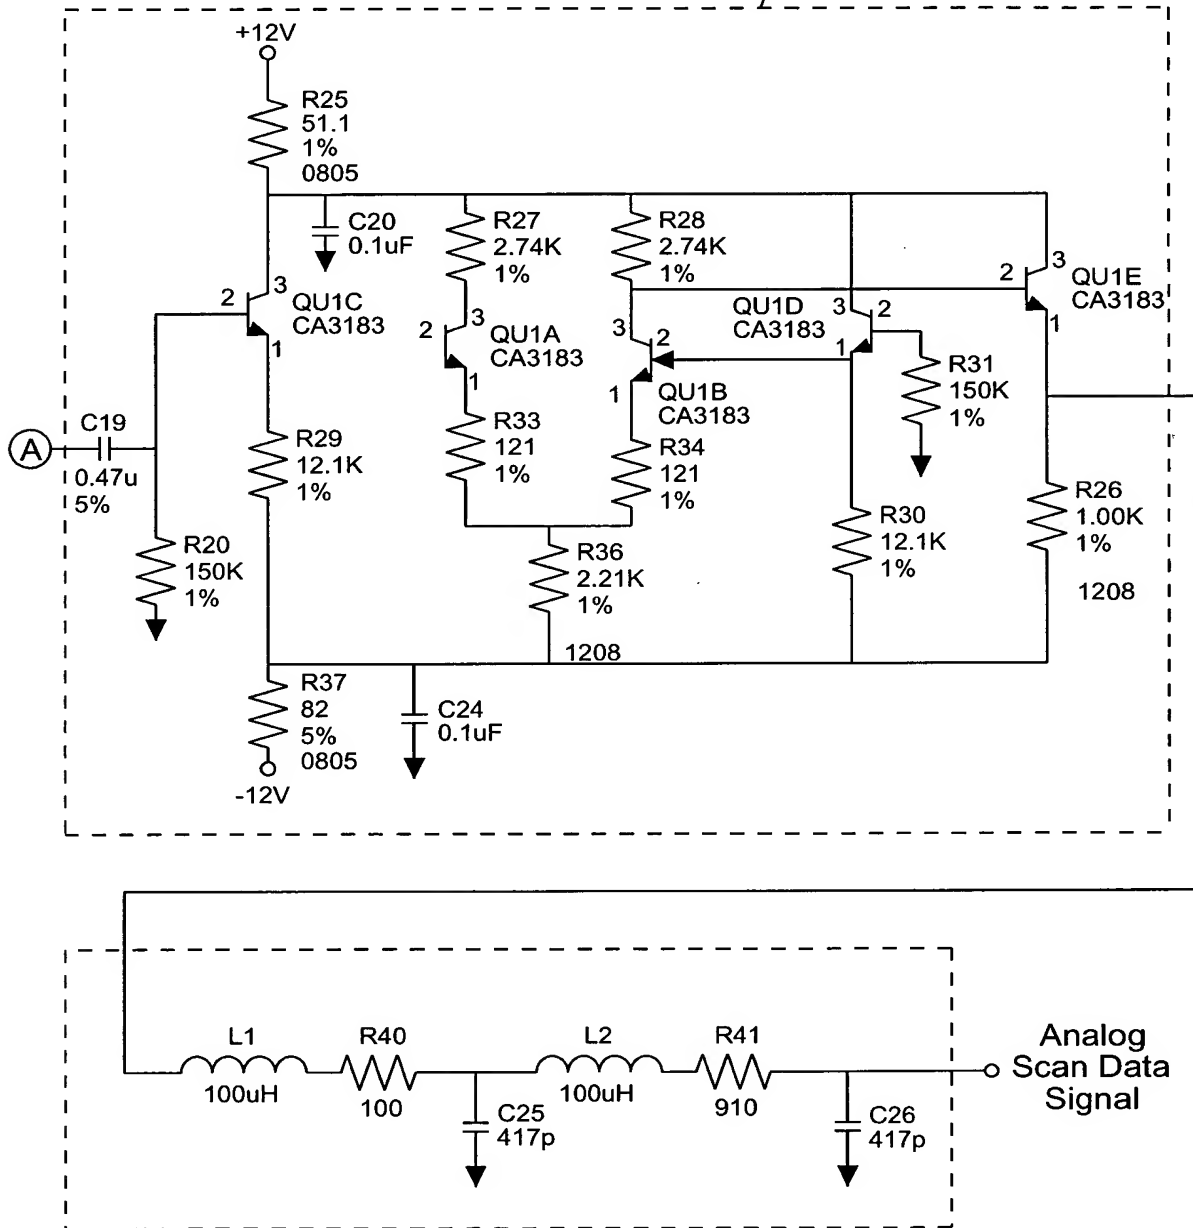 +12V
R25
51.1
1%
0805
C20
0.1uF
R27
2.74K
1%
R28
2.74K
1%
3
2
QU1C
CA3183
1
3
2
QU1A
CA3183
1
3
2
QU1B
CA3183
1
QU1D
CA3183
3
2
1
3
2
QU1E
CA3183
1
R31
150K
1%
A
C19
0.47u
5%
R29
12.1K
1%
R33
121
1%
R34
121
1%
R20
150K
1%
R36
2.21K
1%
1208
R30
12.1K
1%
R26
1.00K
1%
1208
R37
82
5%
0805
-12V
C24
0.1uF
L1
100uH
R40
100
C25
417p
L2
100uH
R41
910
C26
417p
Analog
Scan Data
Signal